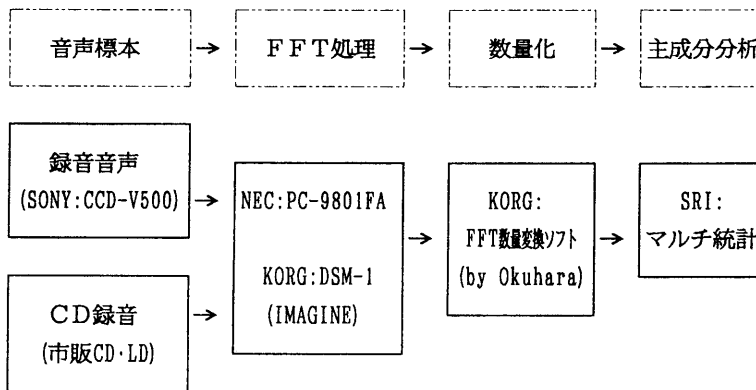 音声標本 → ＦＦＴ処理 → 数量化 → 主成分分析
録音音声
(SONY:CCD-V500)
CD録音
(市販CD·LD)
NEC:PC-9801FA
KORG:DSM-1
(IMAGINE)
KORG:
FFT数量変換ソフト
(by Okuhara)
SRI:
マルチ統計